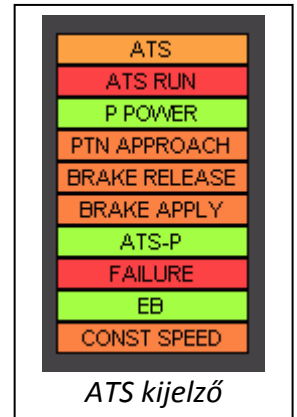 ATS
ATS RUN
P POWER
PTN APPROACH
BRAKE RELEASE
BRAKE APPLY
ATS-P
FAILURE
EB
CONST SPEED
ATS kijelző